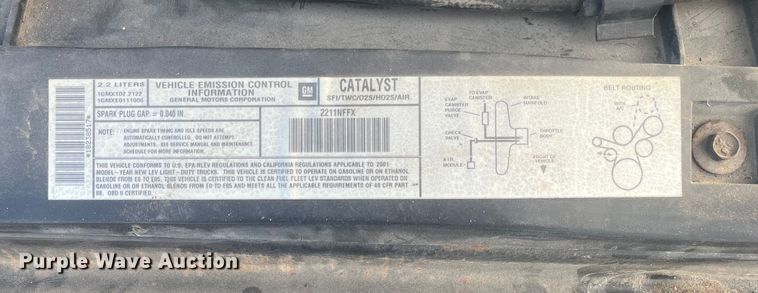 2.2 LITERS
1GMXT02.2122
1GMXE0111006
VEHICLE EMISSION CONTROL
INFORMATION
GENERAL MOTORS CORPORATION
GM
CATALYST
SFI/TWC/O2S/HO2S/AIR
SPARK PLUG GAP = 0.040 IN.
2211NFFX
NOTE:
ENGINE SPARK TIMING AND IDLE SPEEDS ARE
COMPUTER CONTROLLED. DO NOT ATTEMPT
ADJUSTMENTS. SEE SERVICE MANUAL AND MAINTENANCE
SCHEDULE FOR MORE INFORMATION.
THIS VEHICLE CONFORMS TO U.S. EPA NLEV REGULATIONS AND CALIFORNIA REGULATIONS APPLICABLE TO 2001
MODEL-YEAR NEW LEV LIGHT-DUTY TRUCKS. THIS VEHICLE IS CERTIFIED TO OPERATE ON GASOLINE OR ON ETHANOL
BLENDS FROM E0 TO E85. THIS VEHICLE IS CERTIFIED TO THE CLEAN FUEL FLEET LEV STANDARDS WHEN OPERATED ON
GASOLINE OR ON ETHANOL BLENDS FROM E0 TO E85 AND MEETS ALL THE APPLICABLE REQUIREMENTS OF 40 CFR PART
88. OBD II CERTIFIED.
EVAP CANISTER PURGE
TO EVAP CANISTER
INTAKE MANIFOLD
CHECK VALVE
THROTTLE BODY
A.I.R. MODULE
FRONT OF VEHICLE
BELT ROUTING
WITH A/C
Purple Wave Auction